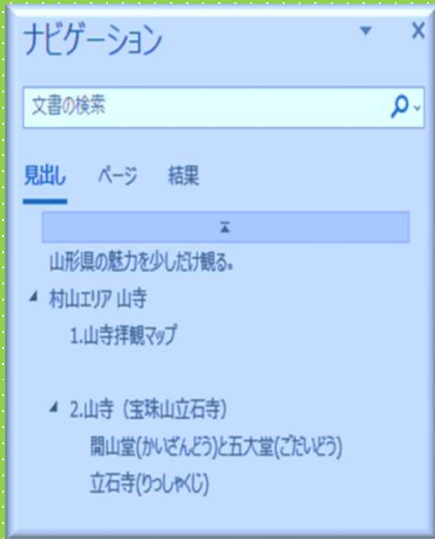 ナビゲーション
文書の検索
見出し ページ 結果
山形県の魅力を少しだけ観る。
村山エリア 山寺
1.山寺拝観マップ
2.山寺（宝珠山立石寺）
開山堂(かいざんどう)と五大堂(ごだいどう)
立石寺(りっしゃくじ)